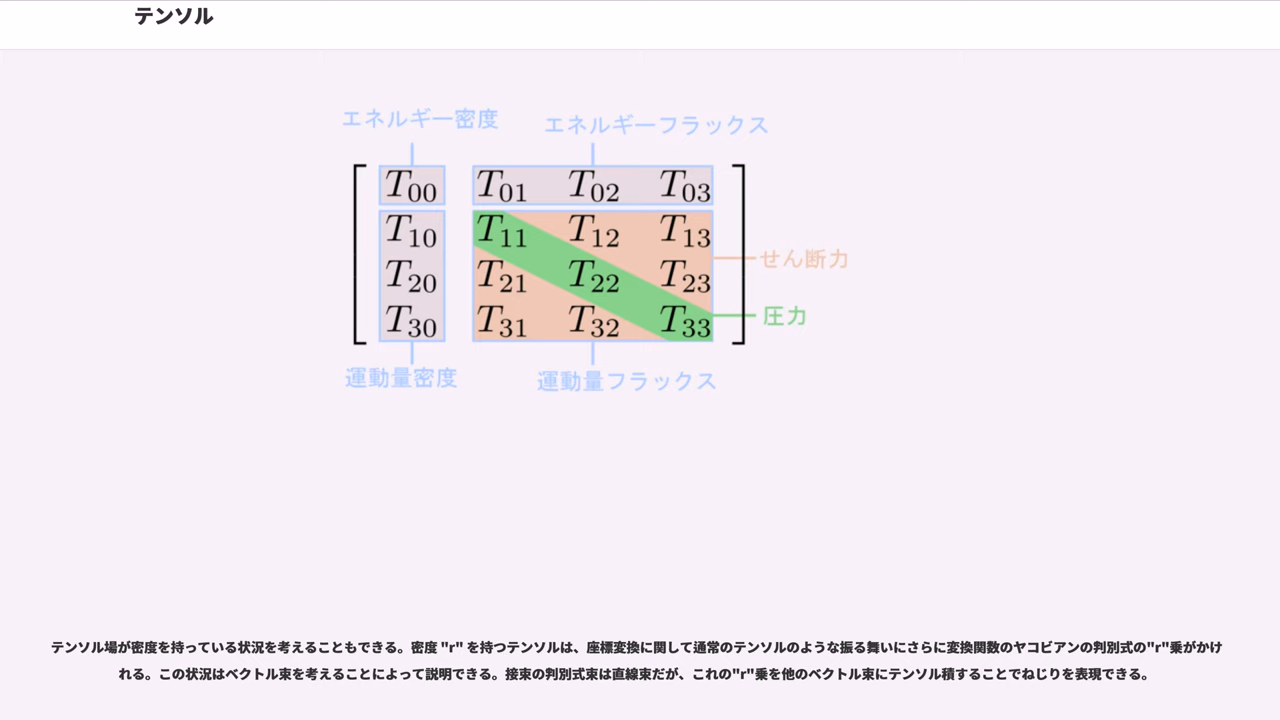 テンソル
エネルギー密度
エネルギーフラックス
T00 T01 T02 T03
T10 T11 T12 T13
T20 T21 T22 T23
T30 T31 T32 T33
せん断力
圧力
運動量密度
運動量フラックス
テンソル場が密度を持っている状況を考えることもできる。密度 "r" を持つテンソルは、座標変換に関して通常のテンソルのような振る舞いにさらに変換関数のヤコビアンの判別式の"r"乗がかけ
れる。この状況はベクトル束を考えることによって説明できる。接束の判別式束は直線束だが、これの"r"乗を他のベクトル束にテンソル積することでねじりを表現できる。